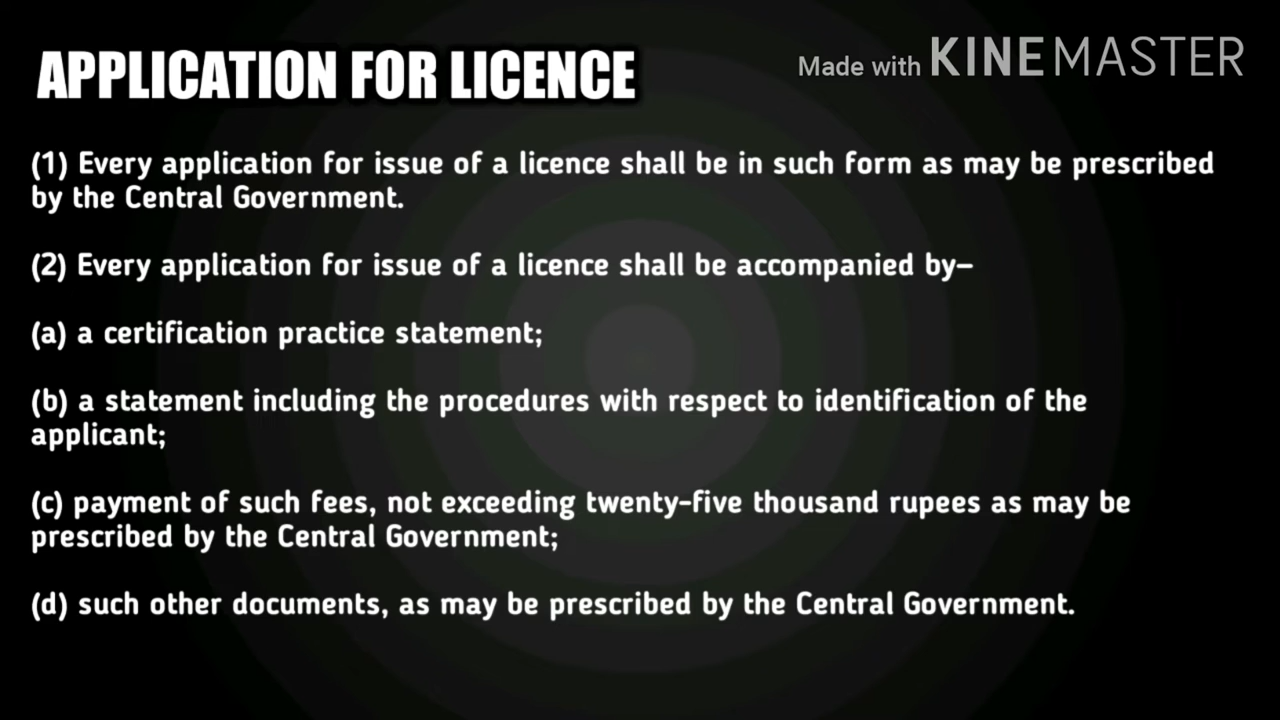 APPLICATION FOR LICENCE
Made with KINEMASTER
(1) Every application for issue of a licence shall be in such form as may be prescribed
by the Central Government.
(2) Every application for issue of a licence shall be accompanied by–
(a) a certification practice statement;
(b) a statement including the procedures with respect to identification of the
applicant;
(c) payment of such fees, not exceeding twenty-five thousand rupees as may be
prescribed by the Central Government;
(d) such other documents, as may be prescribed by the Central Government.